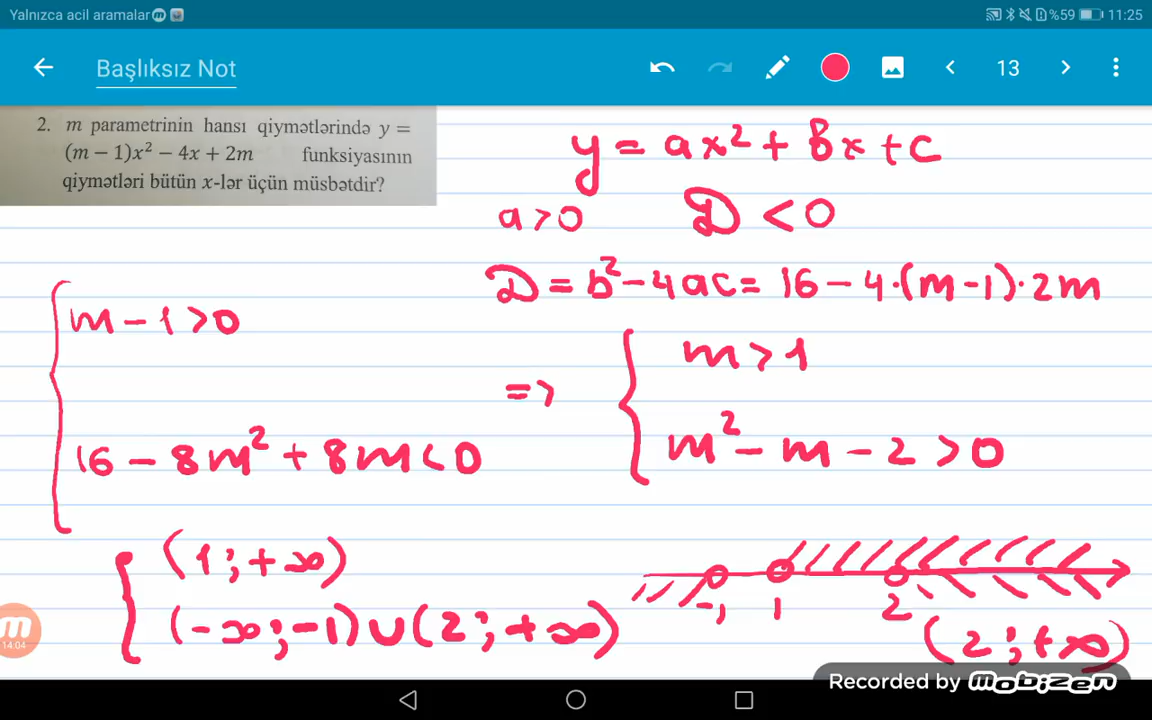 Yalnızca acil aramalar
%59 11:25
Başlıksız Not
13
2. m parametrinin hansı qiymətlərində y =
(m − 1)x² − 4x + 2m funksiyasının
qiymətləri bütün x-lər üçün müsbətdir?
y = ax² + bx + c
a > 0 D < 0
D = b² − 4ac = 16 − 4·(m−1)·2m
m − 1 > 0
16 − 8m² + 8m < 0
=>
m > 1
m² − m − 2 > 0
(1; +∞)
(−∞; −1) ∪ (2; +∞)
−1 1 2
(2; +∞)
14:04
Recorded by mobizen